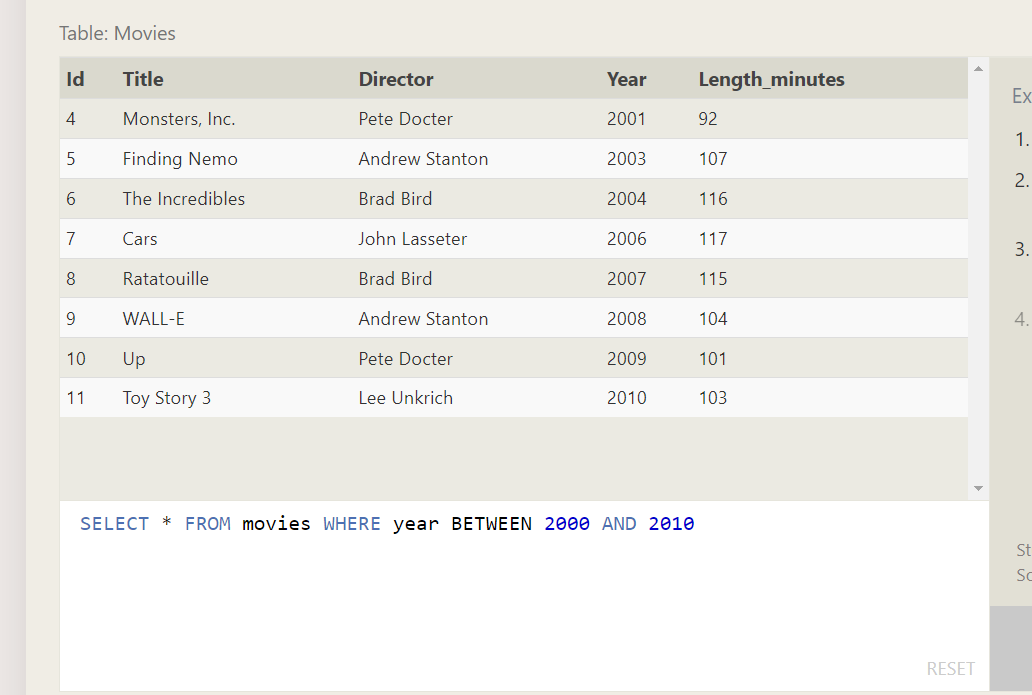 Table: Movies
Id Title Director Year Length_minutes
4 Monsters, Inc. Pete Docter 2001 92
5 Finding Nemo Andrew Stanton 2003 107
6 The Incredibles Brad Bird 2004 116
7 Cars John Lasseter 2006 117
8 Ratatouille Brad Bird 2007 115
9 WALL-E Andrew Stanton 2008 104
10 Up Pete Docter 2009 101
11 Toy Story 3 Lee Unkrich 2010 103
SELECT * FROM movies WHERE year BETWEEN 2000 AND 2010
RESET
Ex
1.
2.
3.
4.
St
So